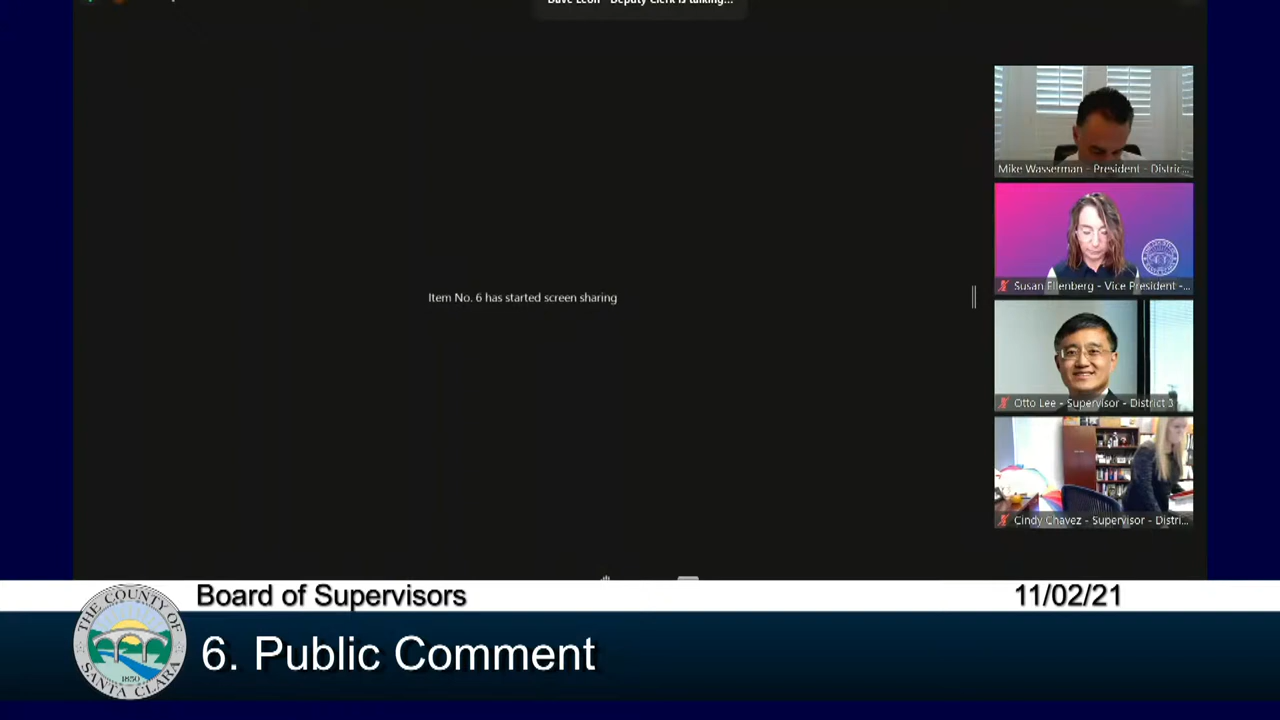 Dave Leon - Deputy Clerk is talking...
Mike Wasserman - President - Distric...
Susan Ellenberg - Vice President -...
Item No. 6 has started screen sharing
Otto Lee - Supervisor - District 3
Cindy Chavez - Supervisor - Distri...
Board of Supervisors
11/02/21
6. Public Comment
THE COUNTY OF
SANTA CLARA
1850